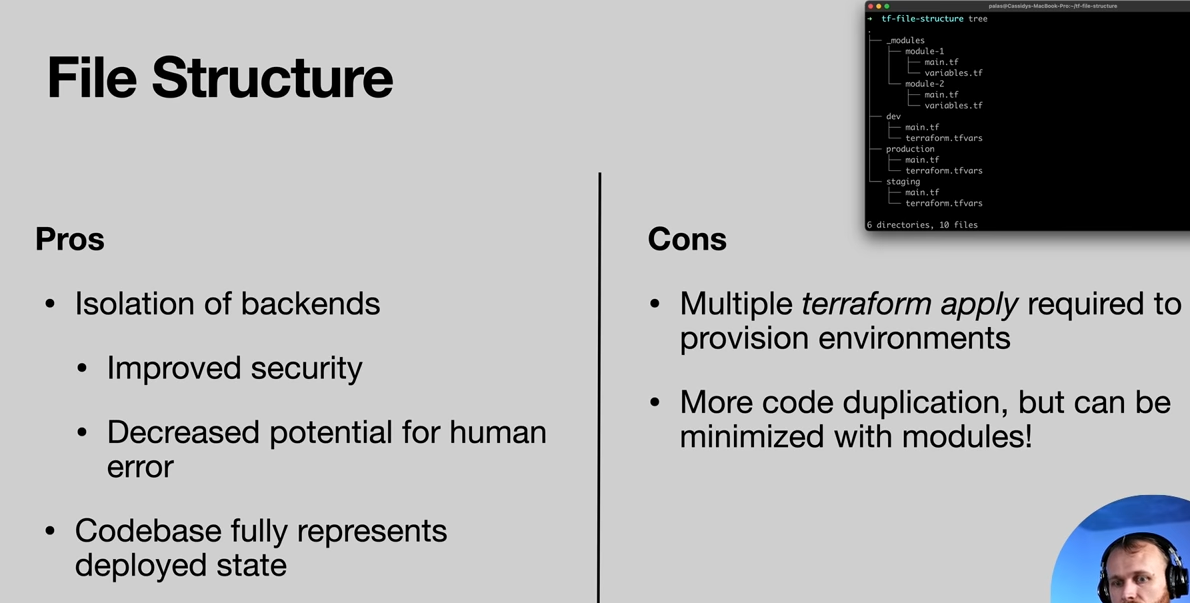 File Structure
palas@Cassidys-MacBook-Pro:~/tf-file-structure
→ tf-file-structure tree
.
├── _modules
│   ├── module-1
│   │   ├── main.tf
│   │   └── variables.tf
│   └── module-2
│       ├── main.tf
│       └── variables.tf
├── dev
│   ├── main.tf
│   └── terraform.tfvars
├── production
│   ├── main.tf
│   └── terraform.tfvars
└── staging
    ├── main.tf
    └── terraform.tfvars
6 directories, 10 files
Pros
• Isolation of backends
• Improved security
• Decreased potential for human
error
• Codebase fully represents
deployed state
Cons
• Multiple terraform apply required to
provision environments
• More code duplication, but can be
minimized with modules!